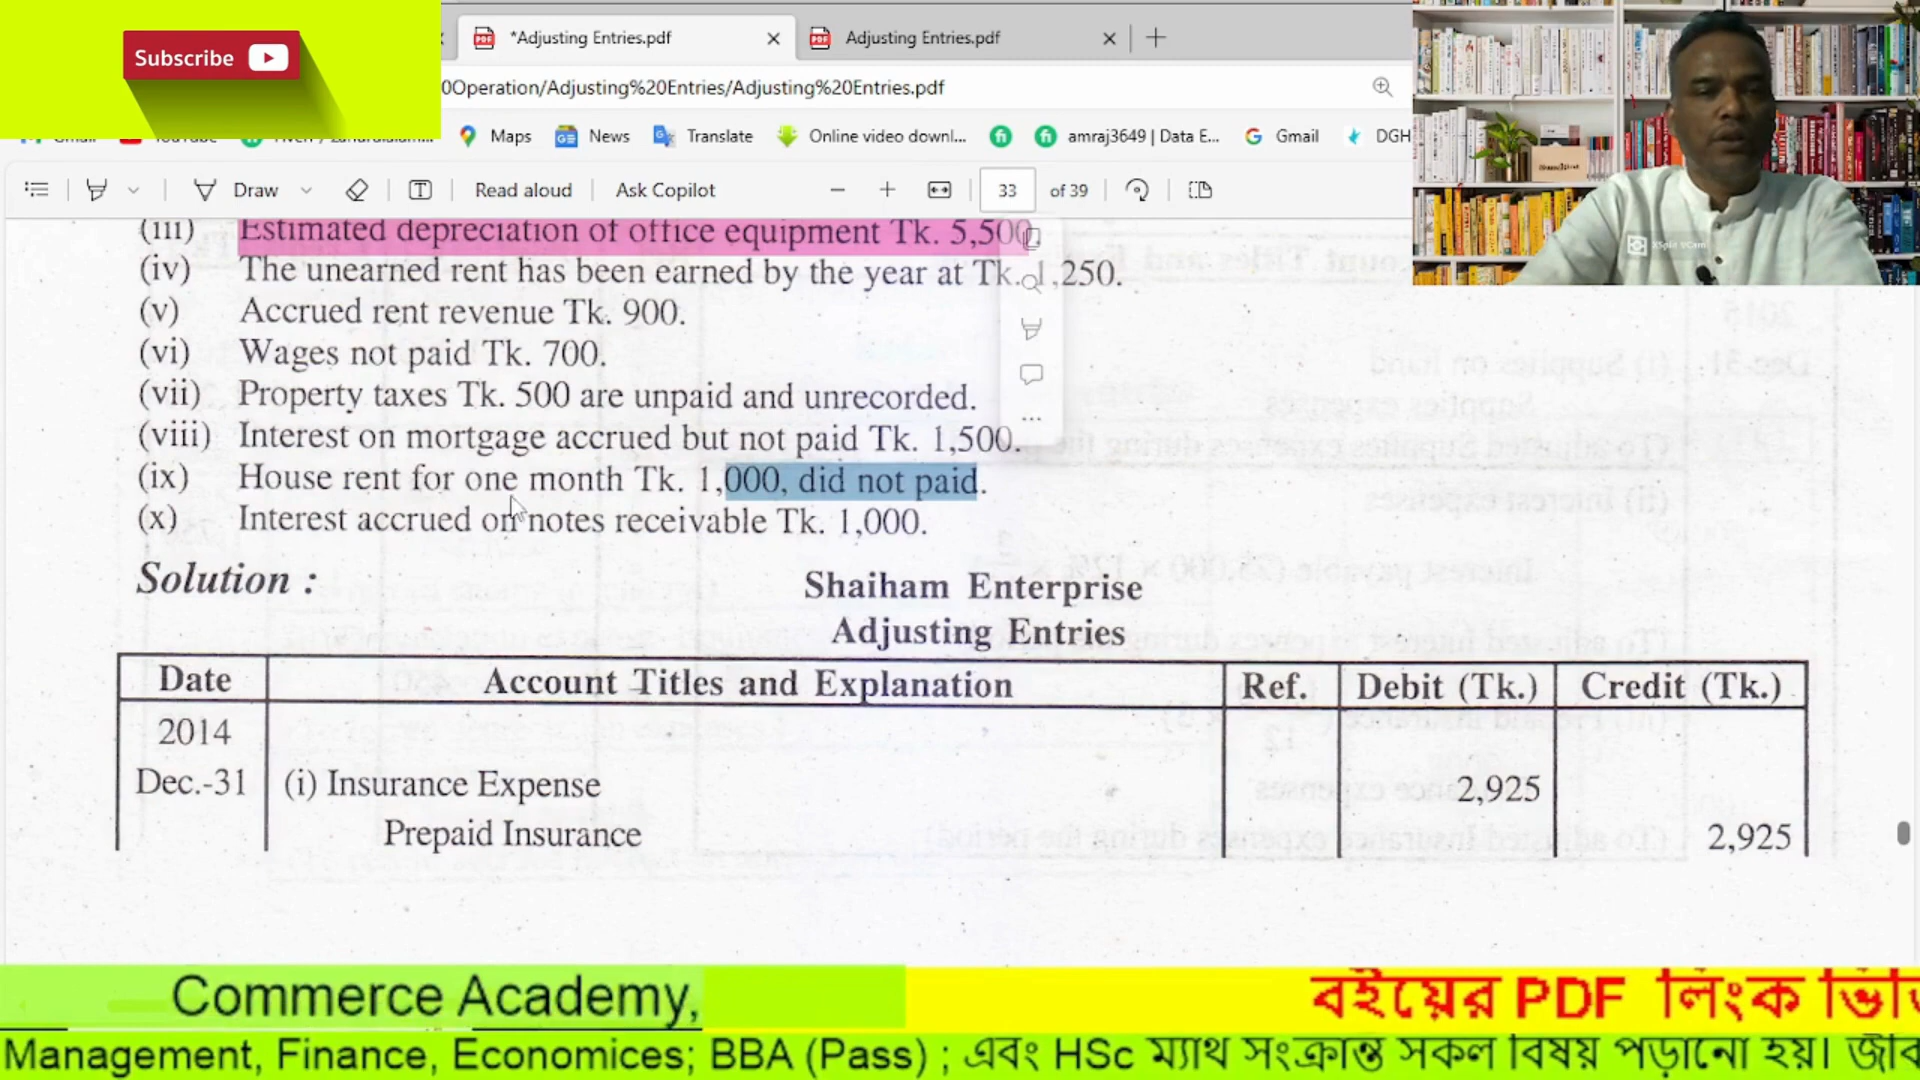 Subscribe
*Adjusting Entries.pdf
Adjusting Entries.pdf
Operation/Adjusting%20Entries/Adjusting%20Entries.pdf
Maps
News
Translate
Online video downl...
amraj3649 | Data E...
Gmail
DGH
Draw
Read aloud
Ask Copilot
33
of 39
(iii) Estimated depreciation of office equipment Tk. 5,500
(iv) The unearned rent has been earned by the year at Tk. 1,250.
(v) Accrued rent revenue Tk. 900.
(vi) Wages not paid Tk. 700.
(vii) Property taxes Tk. 500 are unpaid and unrecorded.
(viii) Interest on mortgage accrued but not paid Tk. 1,500.
(ix) House rent for one month Tk. 1,000, did not paid.
(x) Interest accrued on notes receivable Tk. 1,000.
Solution :
Shaiham Enterprise
Adjusting Entries
Date Account Titles and Explanation Ref. Debit (Tk.) Credit (Tk.)
2014
Dec.-31 (i) Insurance Expense 2,925
Prepaid Insurance 2,925
Commerce Academy,
বইয়ের PDF লিংক
Management, Finance, Economices; BBA (Pass) ; এবং HSc ম্যাথ সংক্রান্ত সকল বিষয় পড়ানো হয়।